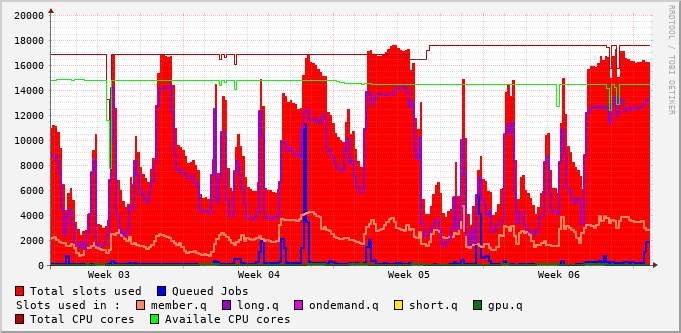 20000
18000
16000
14000
12000
10000
8000
6000
4000
2000
0
Week 03 Week 04 Week 05 Week 06
RRDTOOL / TOBI OETIKER
Total slots used Queued Jobs
Slots used in : member.q long.q ondemand.q short.q gpu.q
Total CPU cores Availale CPU cores